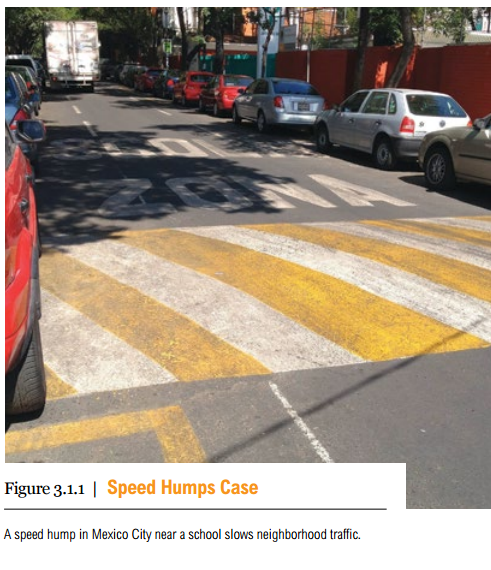 ZONA
Figure 3.1.1 | Speed Humps Case
A speed hump in Mexico City near a school slows neighborhood traffic.